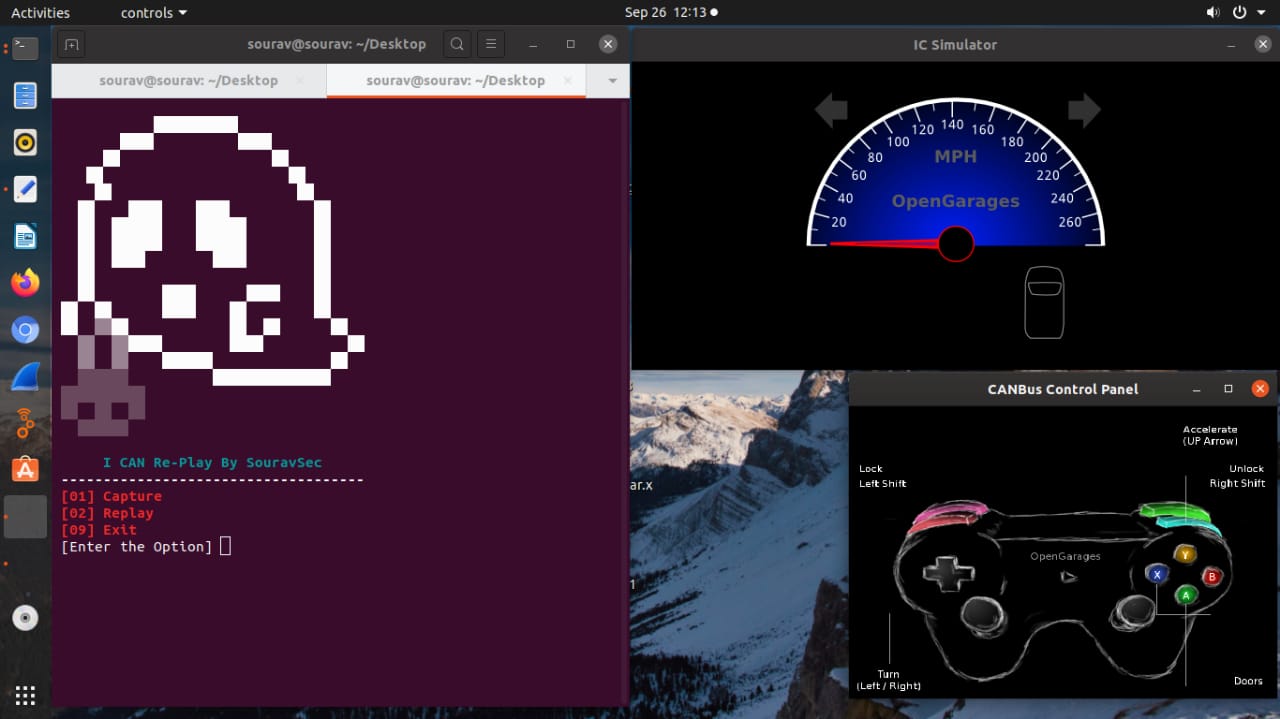 Activities
controls
Sep 26 12:13
sourav@sourav: ~/Desktop
sourav@sourav: ~/Desktop
sourav@sourav: ~/Desktop
I CAN Re-Play By SouravSec
------------------------------------
[01] Capture
[02] Replay
[09] Exit
[Enter the Option]
IC Simulator
20
40
60
80
100
120
140
160
180
200
220
240
260
MPH
OpenGarages
ar.x
1
CANBus Control Panel
Accelerate
(UP Arrow)
Lock
Left Shift
Unlock
Right Shift
OpenGarages
Y
X
B
A
Turn
(Left / Right)
Doors